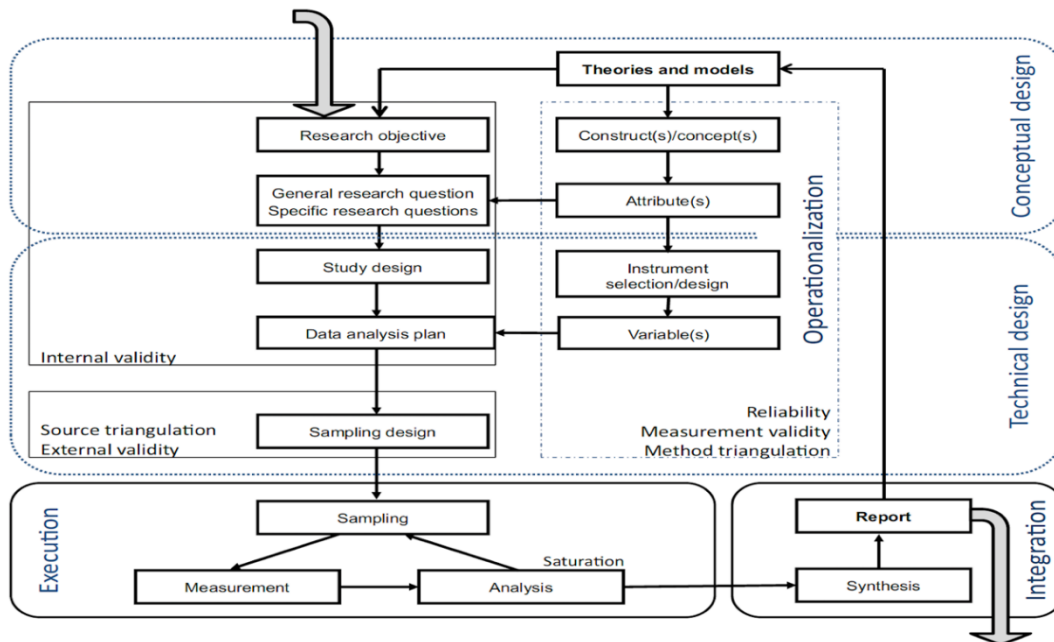 Theories and models
Research objective
Construct(s)/concept(s)
General research question
Specific research questions
Attribute(s)
Conceptual design
Study design
Instrument
selection/design
Operationalization
Data analysis plan
Variable(s)
Internal validity
Technical design
Source triangulation
External validity
Sampling design
Reliability
Measurement validity
Method triangulation
Execution
Sampling
Saturation
Measurement
Analysis
Report
Synthesis
Integration